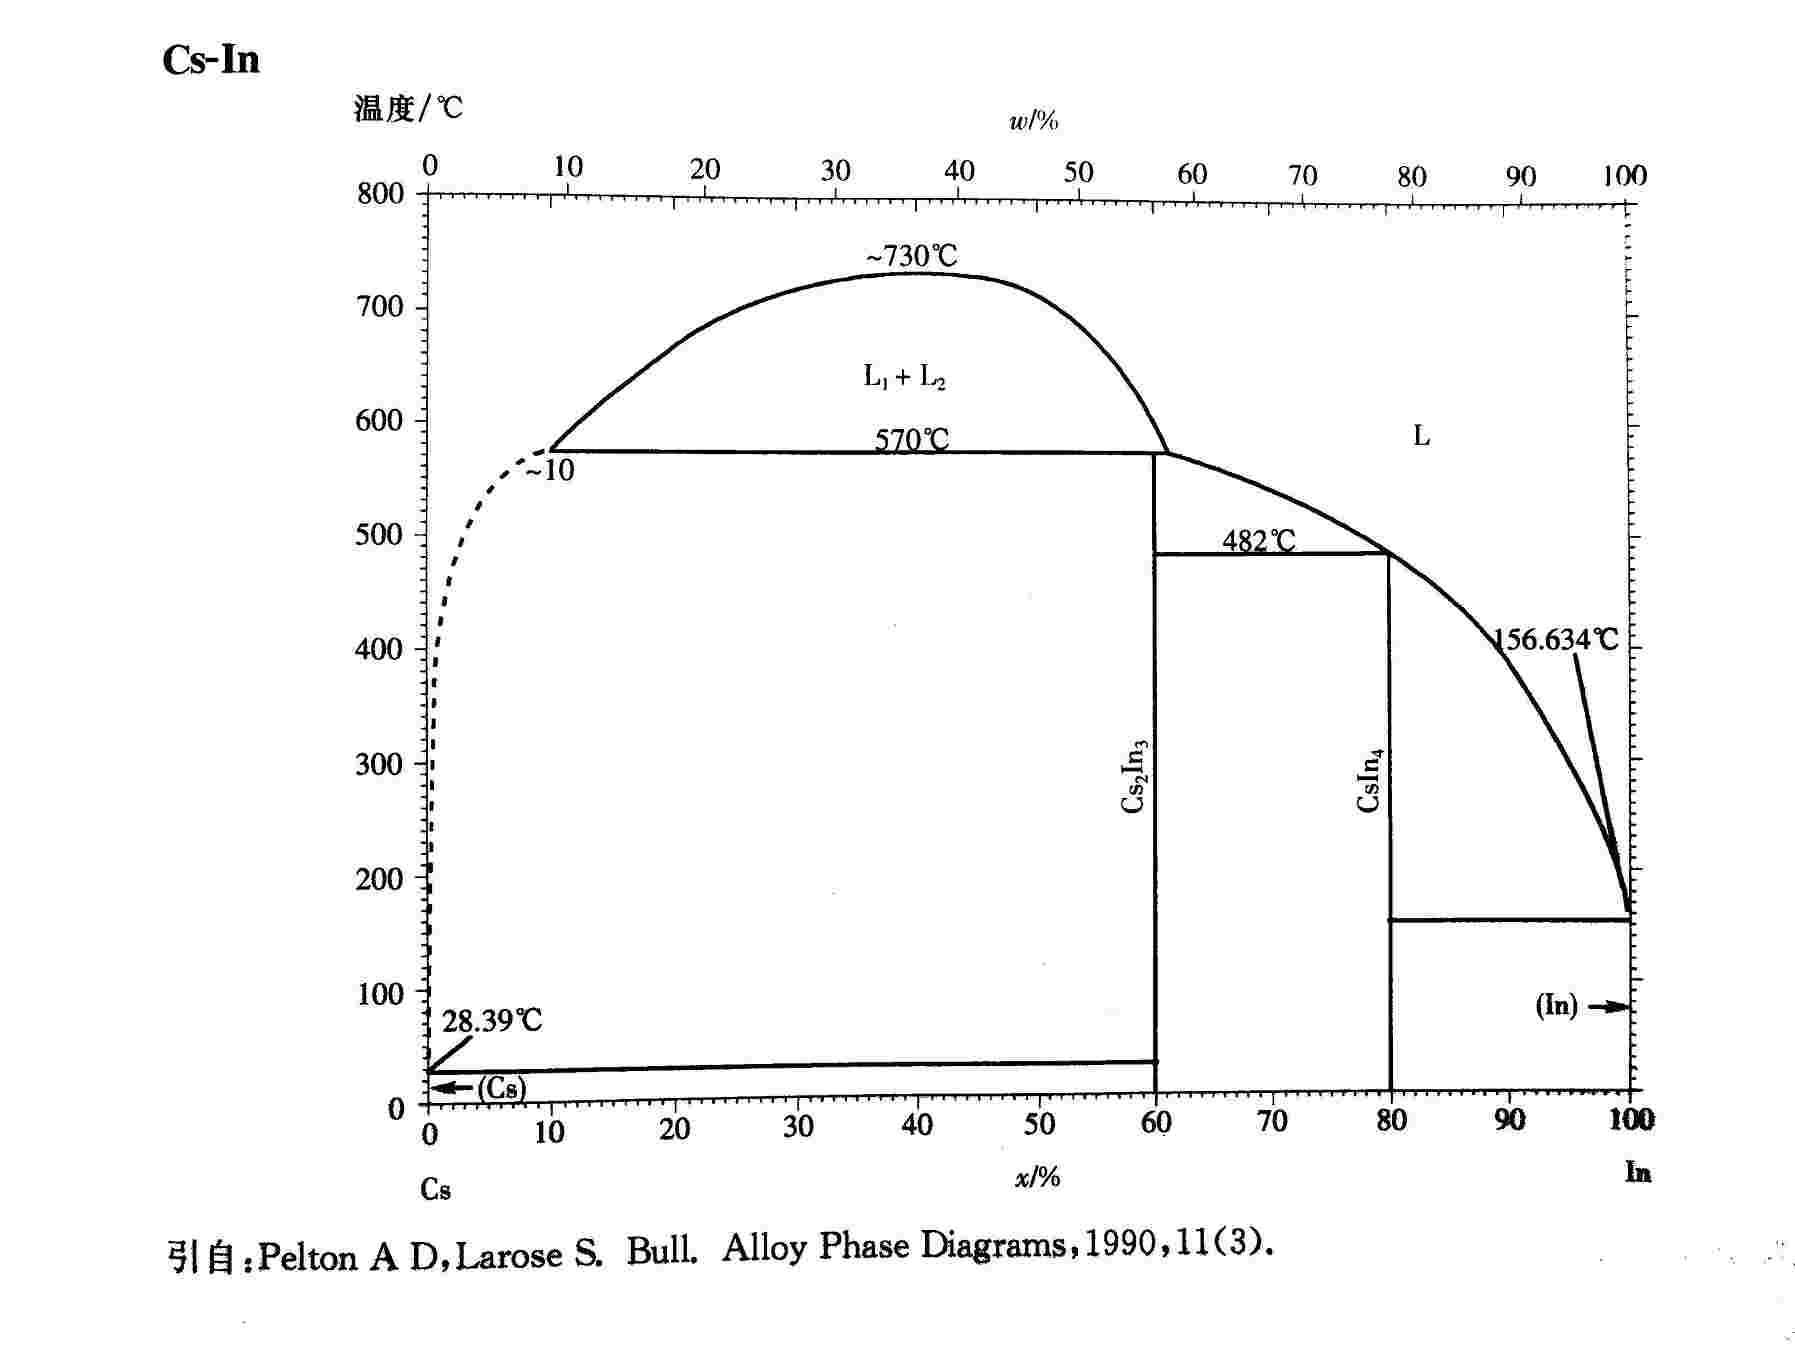 Cs-In
温度/℃
w/%
0 10 20 30 40 50 60 70 80 90 100
800
~730℃
700
L₁ + L₂
600
570℃
L
~10
500
482℃
400
156.634℃
300
Cs₂In₃
CsIn₄
200
100
(In)
28.39℃
(Cs)
0
0 10 20 30 40 50 60 70 80 90 100
Cs
x/%
In
引自:Pelton A D,Larose S. Bull. Alloy Phase Diagrams,1990,11(3).